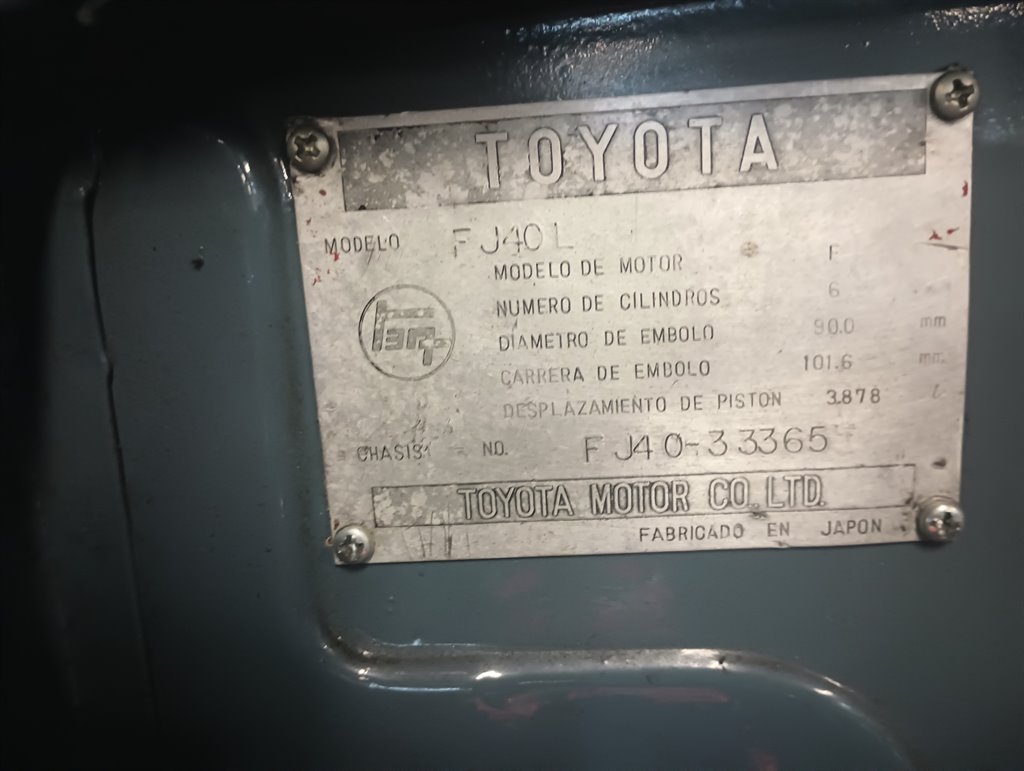 TOYOTA
MODELO FJ40L
MODELO DE MOTOR F
NUMERO DE CILINDROS 6
DIAMETRO DE EMBOLO 90.0 mm
CARRERA DE EMBOLO 101.6 mm
DESPLAZAMIENTO DE PISTON 3.878 l
CHASIS NO. FJ40-33365
TOYOTA MOTOR CO. LTD.
FABRICADO EN JAPON